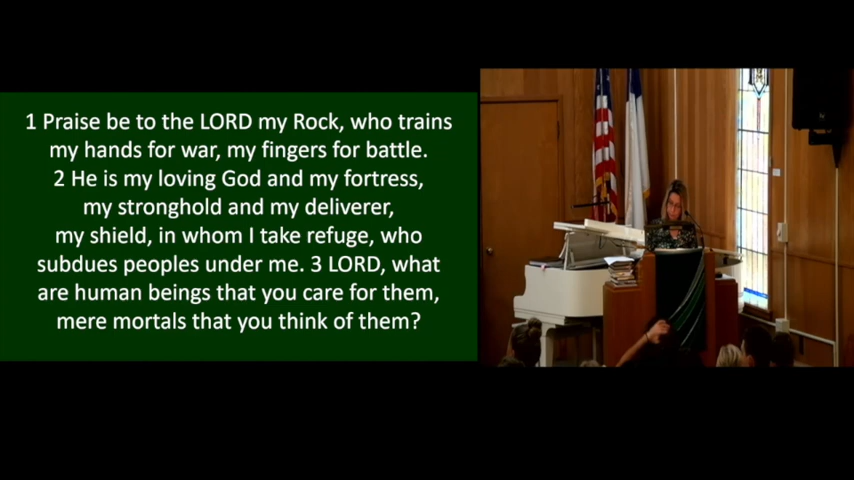 1 Praise be to the LORD my Rock, who trains
my hands for war, my fingers for battle.
2 He is my loving God and my fortress,
my stronghold and my deliverer,
my shield, in whom I take refuge, who
subdues peoples under me. 3 LORD, what
are human beings that you care for them,
mere mortals that you think of them?